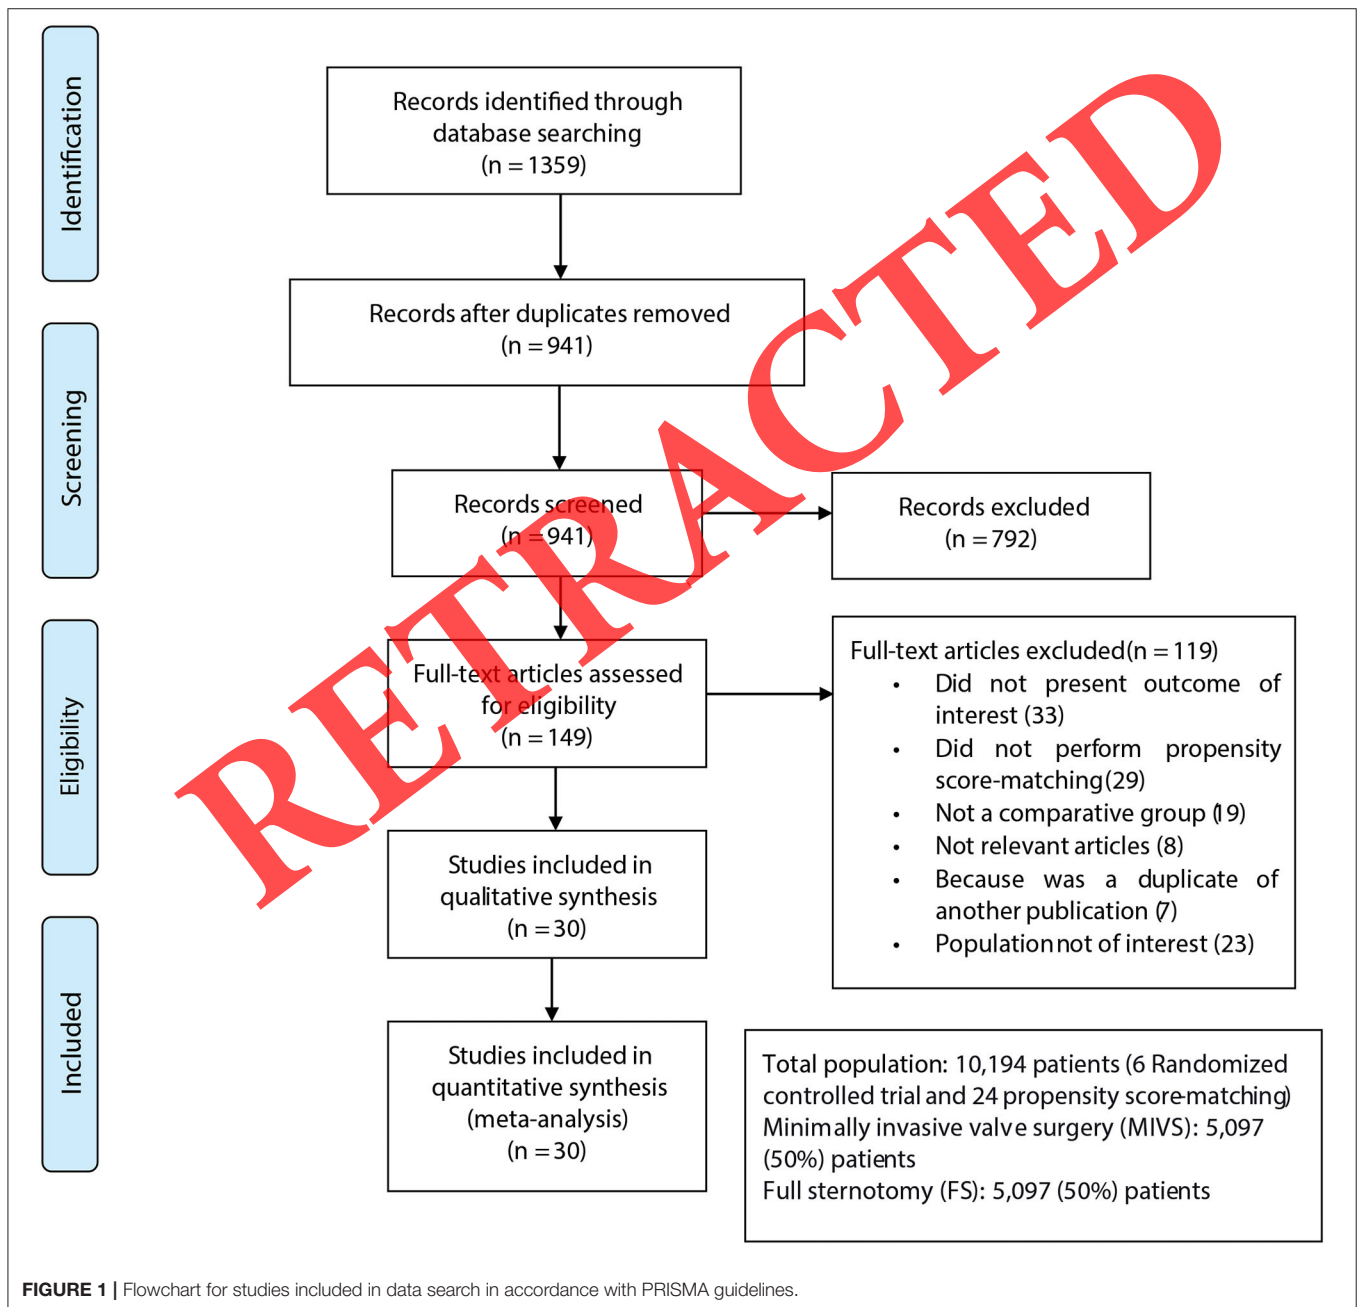 Identification
Records identified through
database searching
(n = 1359)
Records after duplicates removed
(n = 941)
Screening
Records screened
(n = 941)
Records excluded
(n = 792)
Eligibility
Full-text articles assessed
for eligibility
(n = 149)
Full-text articles excluded (n = 119)
• Did not present outcome of
interest (33)
• Did not perform propensity
score-matching (29)
• Not a comparative group (19)
• Not relevant articles (8)
• Because was a duplicate of
another publication (7)
• Population not of interest (23)
Studies included in
qualitative synthesis
(n = 30)
Included
Studies included in
quantitative synthesis
(meta-analysis)
(n = 30)
Total population: 10,194 patients (6 Randomized
controlled trial and 24 propensity score-matching)
Minimally invasive valve surgery (MIVS): 5,097
(50%) patients
Full sternotomy (FS): 5,097 (50%) patients
RETRACTED
FIGURE 1 | Flowchart for studies included in data search in accordance with PRISMA guidelines.